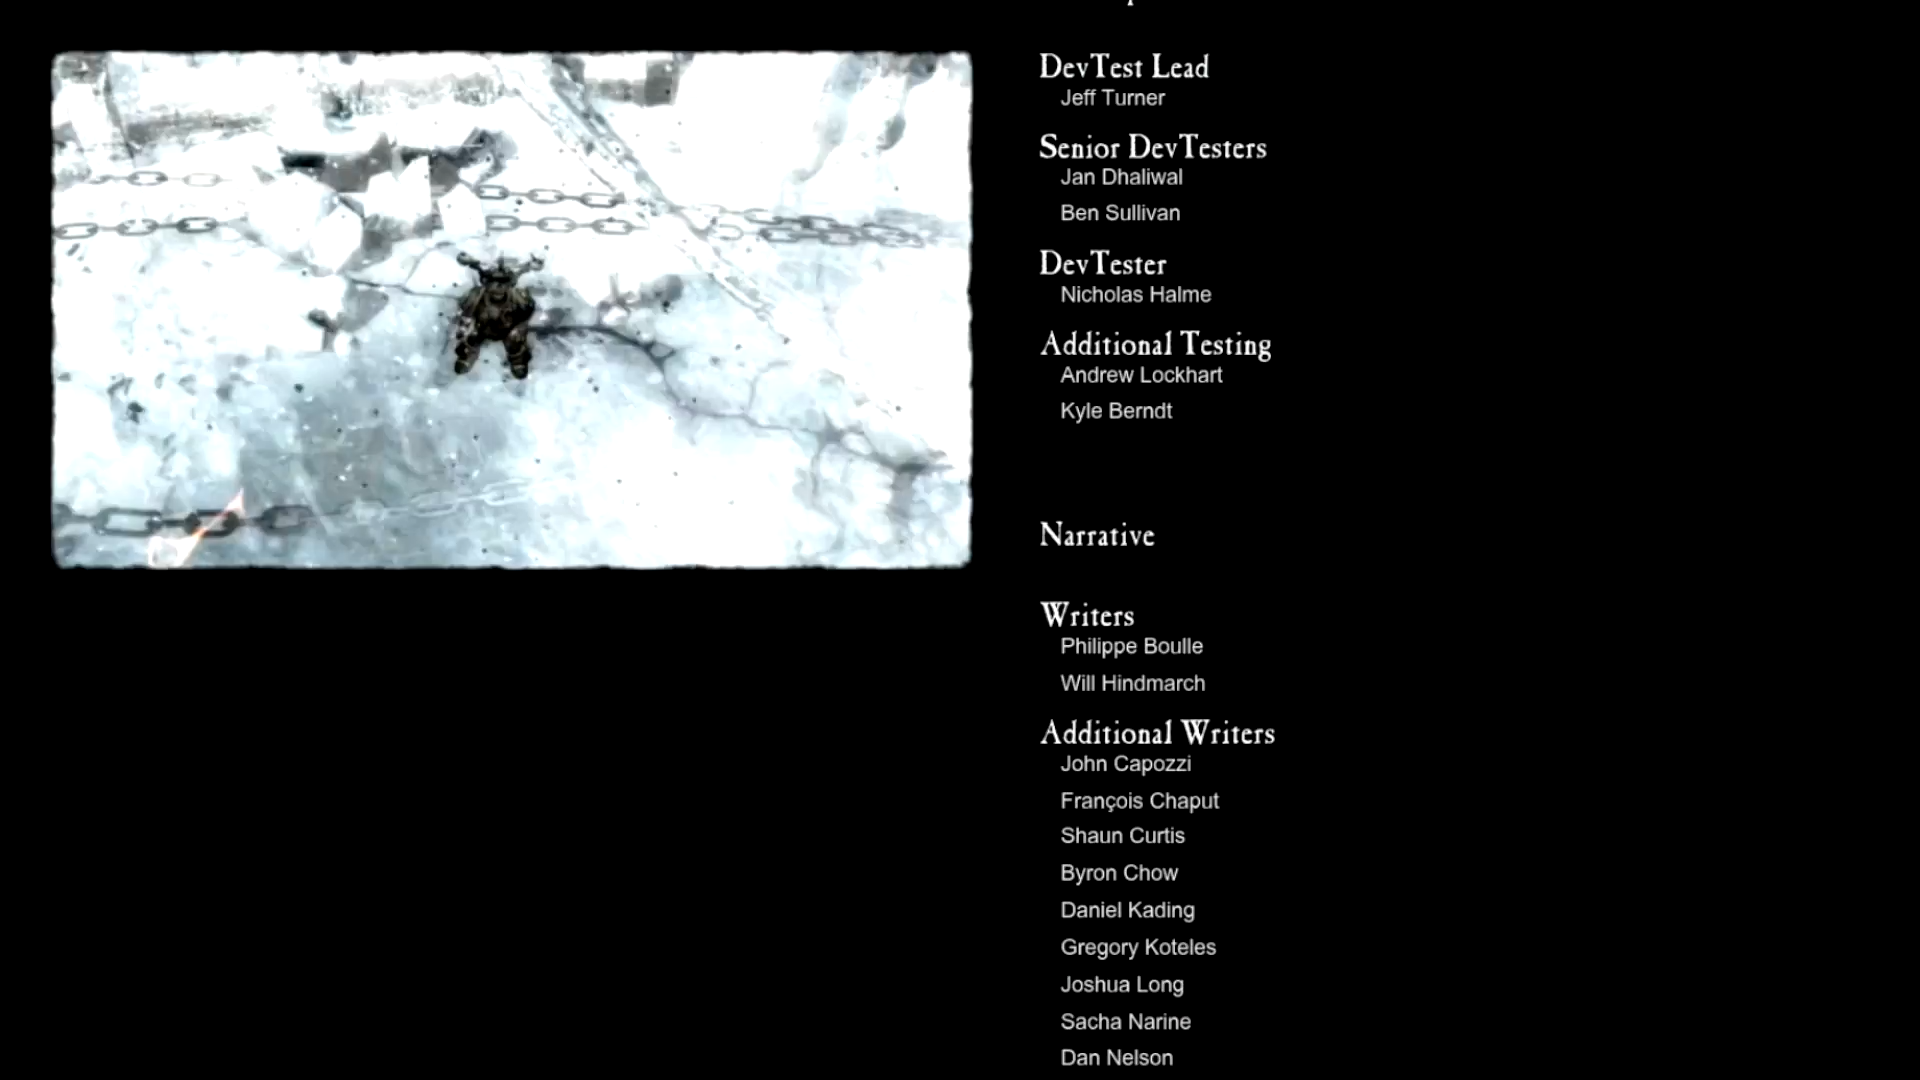 DevTest Lead
Jeff Turner
Senior DevTesters
Jan Dhaliwal
Ben Sullivan
DevTester
Nicholas Halme
Additional Testing
Andrew Lockhart
Kyle Berndt
Narrative
Writers
Philippe Boulle
Will Hindmarch
Additional Writers
John Capozzi
François Chaput
Shaun Curtis
Byron Chow
Daniel Kading
Gregory Koteles
Joshua Long
Sacha Narine
Dan Nelson